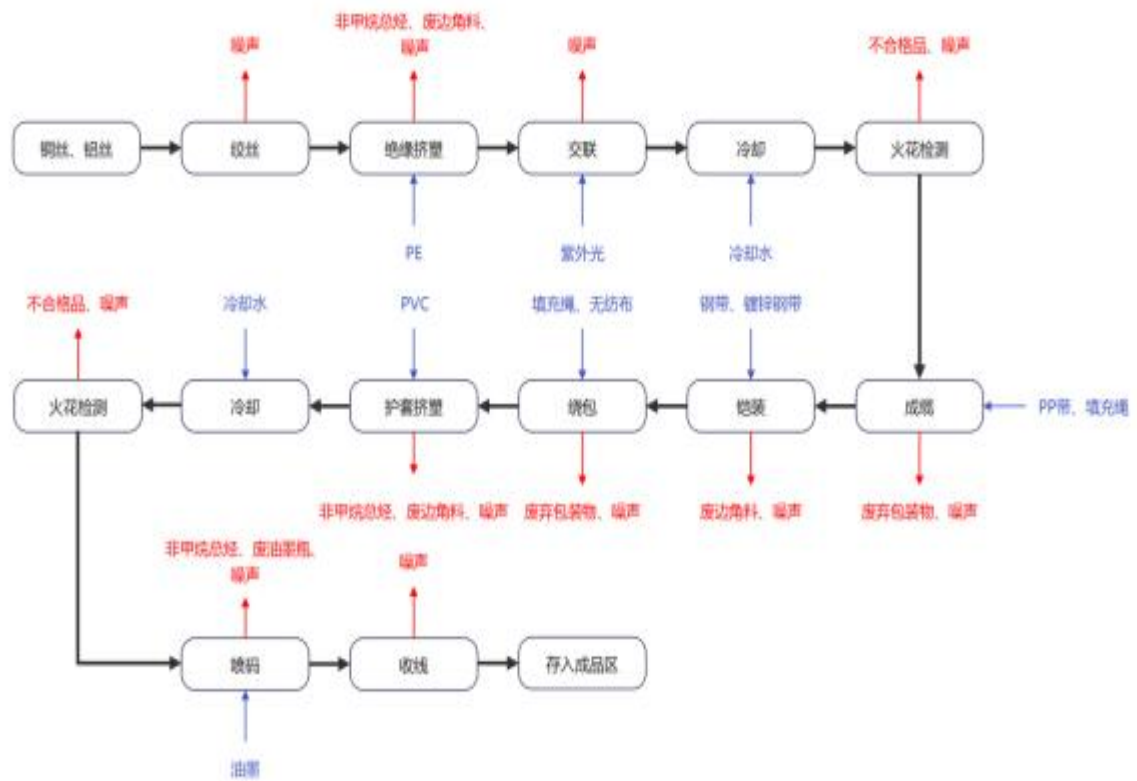 噪声
非甲烷总烃、废边角料、
噪声
噪声
不合格品、噪声
铜丝、铝丝
绞丝
绝缘挤塑
交联
冷却
火花检测
PE
紫外光
冷却水
不合格品、噪声
冷却水
PVC
填充绳、无纺布
钢带、镀锌钢带
火花检测
冷却
护套挤塑
绕包
铠装
成缆
PP带、填充绳
非甲烷总烃、废边角料、噪声
废弃包装物、噪声
废边角料、噪声
废弃包装物、噪声
非甲烷总烃、废油墨瓶、
噪声
噪声
喷码
收线
存入成品区
油墨